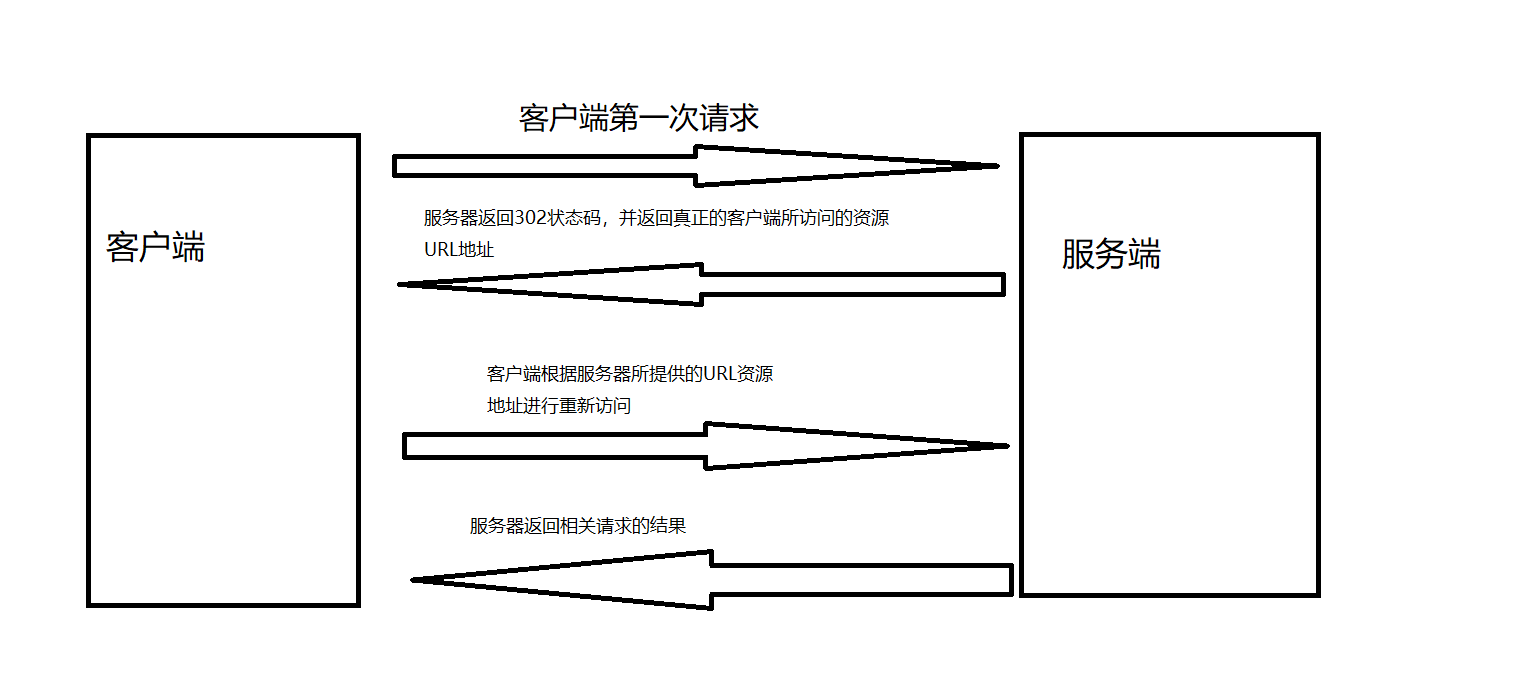 客户端第一次请求
客户端
服务器返回302状态码，并返回真正的客户端所访问的资源
URL地址
服务端
客户端根据服务器所提供的URL资源
地址进行重新访问
服务器返回相关请求的结果